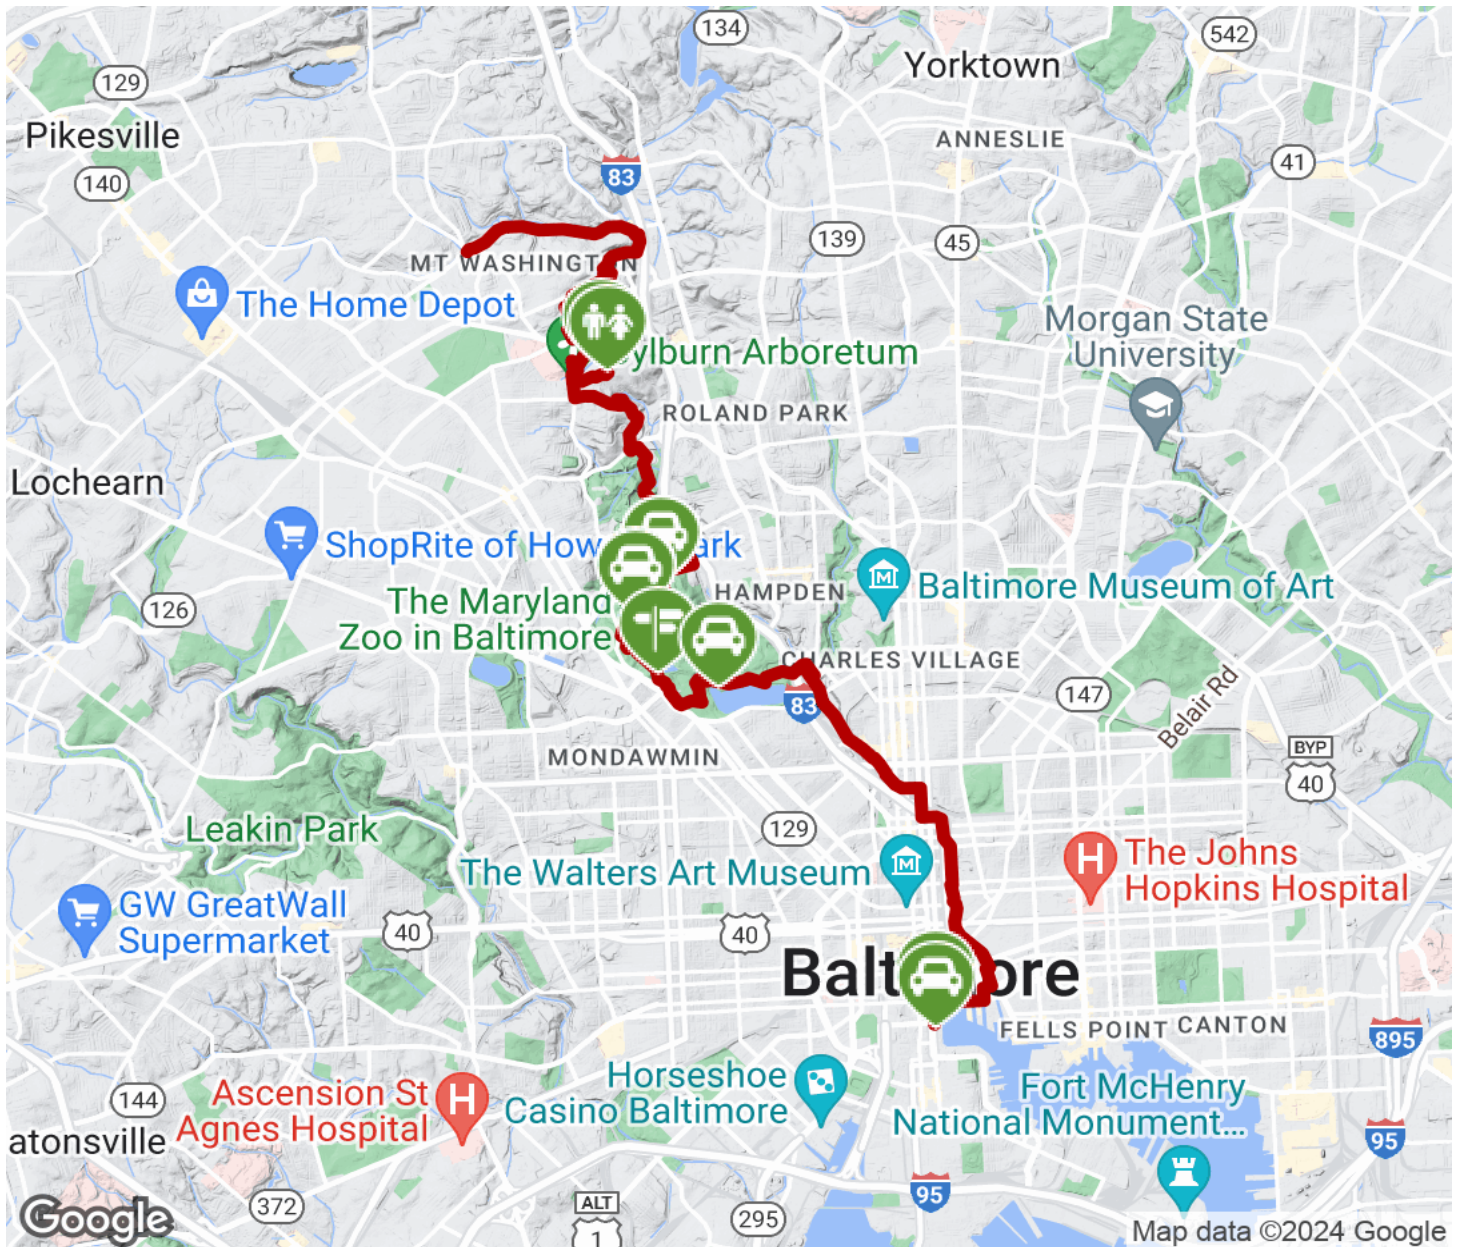 134
542
Yorktown
129
Pikesville
ANNESLIE
83
41
140
139
45
MT WASHINGTON
The Home Depot
Morgan State
University
ylburn Arboretum
ROLAND PARK
Lochearn
ShopRite of How
ark
HAMPDEN
Baltimore Museum of Art
126
The Maryland
Zoo in Baltimore
CHARLES VILLAGE
147
83
Belair Rd
MONDAWMIN
BYP
40
129
Leakin Park
The Walters Art Museum
The Johns
Hopkins Hospital
GW GreatWall
Supermarket
40
40
Balt
ore
FELLS POINT
CANTON
895
Horseshoe
Casino Baltimore
Fort McHenry
National Monument...
144
Ascension St
Agnes Hospital
atonsville
95
95
372
ALT
1
295
Google
Map data ©2024 Google